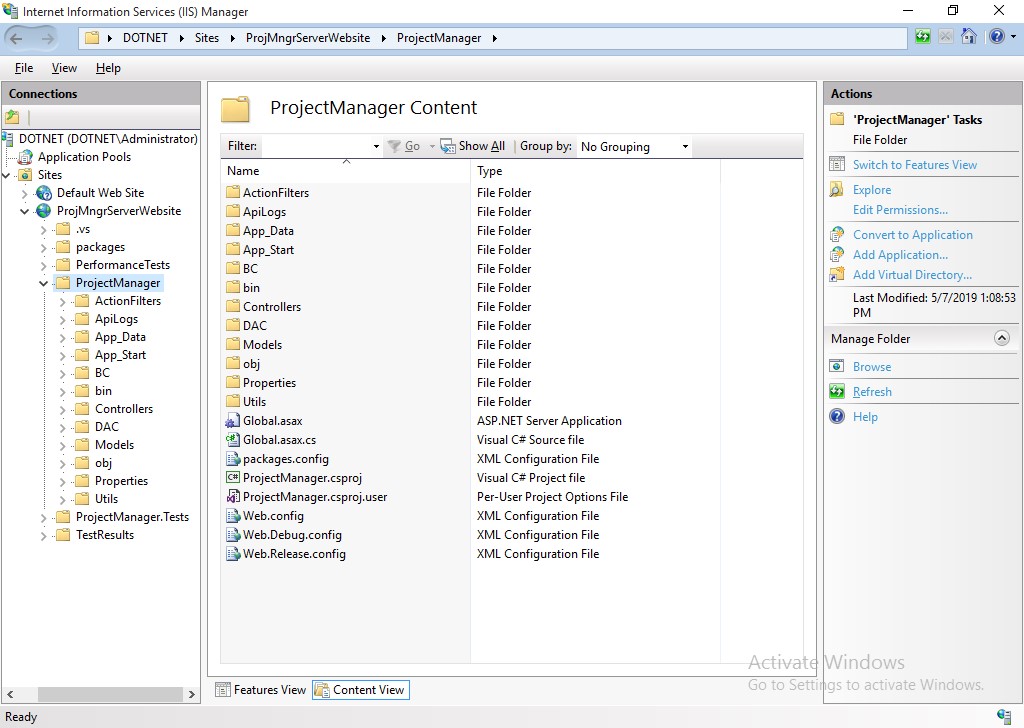 Internet Information Services (IIS) Manager
DOTNET Sites ProjMngrServerWebsite ProjectManager
File View Help
Connections
DOTNET (DOTNET\Administrator)
Application Pools
Sites
Default Web Site
ProjMngrServerWebsite
.vs
packages
PerformanceTests
ProjectManager
ActionFilters
ApiLogs
App_Data
App_Start
BC
bin
Controllers
DAC
Models
obj
Properties
Utils
ProjectManager.Tests
TestResults
ProjectManager Content
Filter: Go Show All Group by: No Grouping
Name Type
ActionFilters File Folder
ApiLogs File Folder
App_Data File Folder
App_Start File Folder
BC File Folder
bin File Folder
Controllers File Folder
DAC File Folder
Models File Folder
obj File Folder
Properties File Folder
Utils File Folder
Global.asax ASP.NET Server Application
Global.asax.cs Visual C# Source file
packages.config XML Configuration File
ProjectManager.csproj Visual C# Project file
ProjectManager.csproj.user Per-User Project Options File
Web.config XML Configuration File
Web.Debug.config XML Configuration File
Web.Release.config XML Configuration File
Features View Content View
Actions
'ProjectManager' Tasks
File Folder
Switch to Features View
Explore
Edit Permissions...
Convert to Application
Add Application...
Add Virtual Directory...
Last Modified: 5/7/2019 1:08:53
PM
Manage Folder
Browse
Refresh
Help
Activate Windows
Go to Settings to activate Windows.
Ready